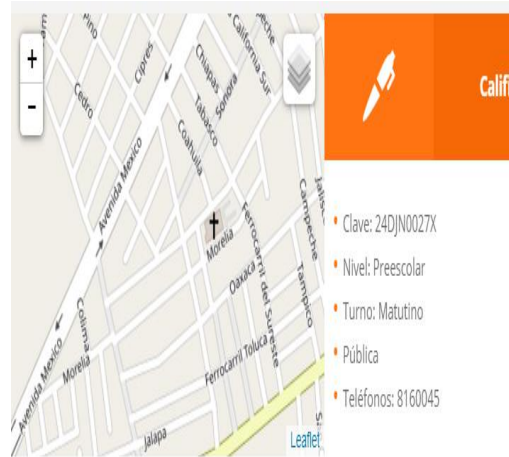 +
-
Cedro
Cipres
Chiapas
California Sur
Sonora
Tabasco
Coahuila
Avenida Mexico
Morelia
Ferrocarril del Sureste
Campeche
Oaxaca
Tampico
Colima
Morelia
Avenida Mexico
Ferrocarril Toluca
Jalapa
Leaflet
Califi
• Clave: 24DJN0027X
• Nivel: Preescolar
• Turno: Matutino
• Pública
• Teléfonos: 8160045